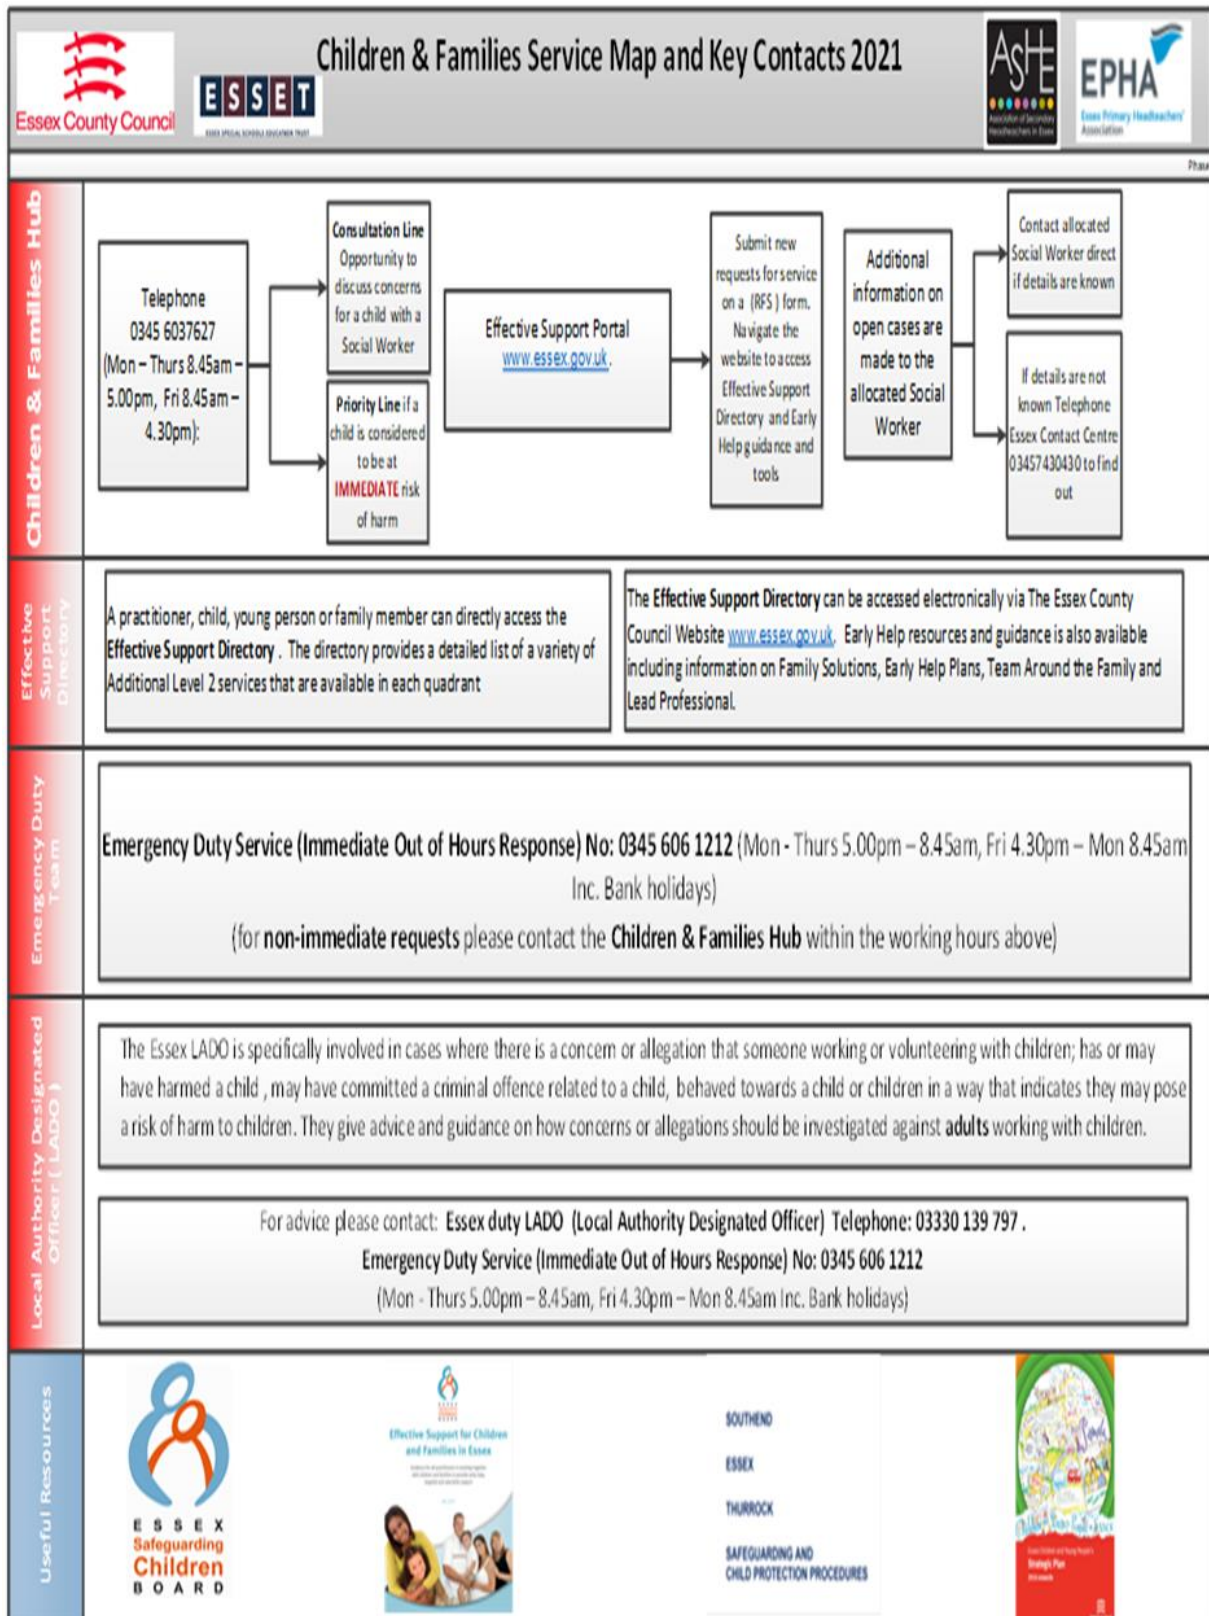 Children & Families Service Map and Key Contacts 2021
Essex County Council
ESSET
ESSEX SPECIAL SCHOOLS EDUCATION TRUST
ASHE
Association of Secondary
Headteachers in Essex
EPHA
Essex Primary Headteachers'
Association
Phase
Children & Families Hub
Telephone
0345 6037627
(Mon – Thurs 8.45am –
5.00pm, Fri 8.45am –
4.30pm):
Consultation Line
Opportunity to
discuss concerns
for a child with a
Social Worker
Priority Line if a
child is considered
to be at
IMMEDIATE risk
of harm
Effective Support Portal
www.essex.gov.uk .
Submit new
requests for service
on a (RFS ) form.
Navigate the
website to access
Effective Support
Directory and Early
Help guidance and
tools
Additional
information on
open cases are
made to the
allocated Social
Worker
Contact allocated
Social Worker direct
if details are known
If details are not
known Telephone
Essex Contact Centre
03457430430 to find
out
Effective
Support
Directory
A practitioner, child, young person or family member can directly access the
Effective Support Directory . The directory provides a detailed list of a variety of
Additional Level 2 services that are available in each quadrant
The Effective Support Directory can be accessed electronically via The Essex County
Council Website www.essex.gov.uk. Early Help resources and guidance is also available
including information on Family Solutions, Early Help Plans, Team Around the Family and
Lead Professional.
Emergency Duty
Team
Emergency Duty Service (Immediate Out of Hours Response) No: 0345 606 1212 (Mon - Thurs 5.00pm – 8.45am, Fri 4.30pm – Mon 8.45am
Inc. Bank holidays)
(for non-immediate requests please contact the Children & Families Hub within the working hours above)
Local Authority Designated
Officer ( LADO )
The Essex LADO is specifically involved in cases where there is a concern or allegation that someone working or volunteering with children; has or may
have harmed a child , may have committed a criminal offence related to a child, behaved towards a child or children in a way that indicates they may pose
a risk of harm to children. They give advice and guidance on how concerns or allegations should be investigated against adults working with children.
For advice please contact: Essex duty LADO (Local Authority Designated Officer) Telephone: 03330 139 797 .
Emergency Duty Service (Immediate Out of Hours Response) No: 0345 606 1212
(Mon - Thurs 5.00pm – 8.45am, Fri 4.30pm – Mon 8.45am Inc. Bank holidays)
Useful Resources
ESSEX
Safeguarding
Children
BOARD
Effective Support for Children
and Families in Essex
SOUTHEND
ESSEX
THURROCK
SAFEGUARDING AND
CHILD PROTECTION PROCEDURES
Strategic Plan